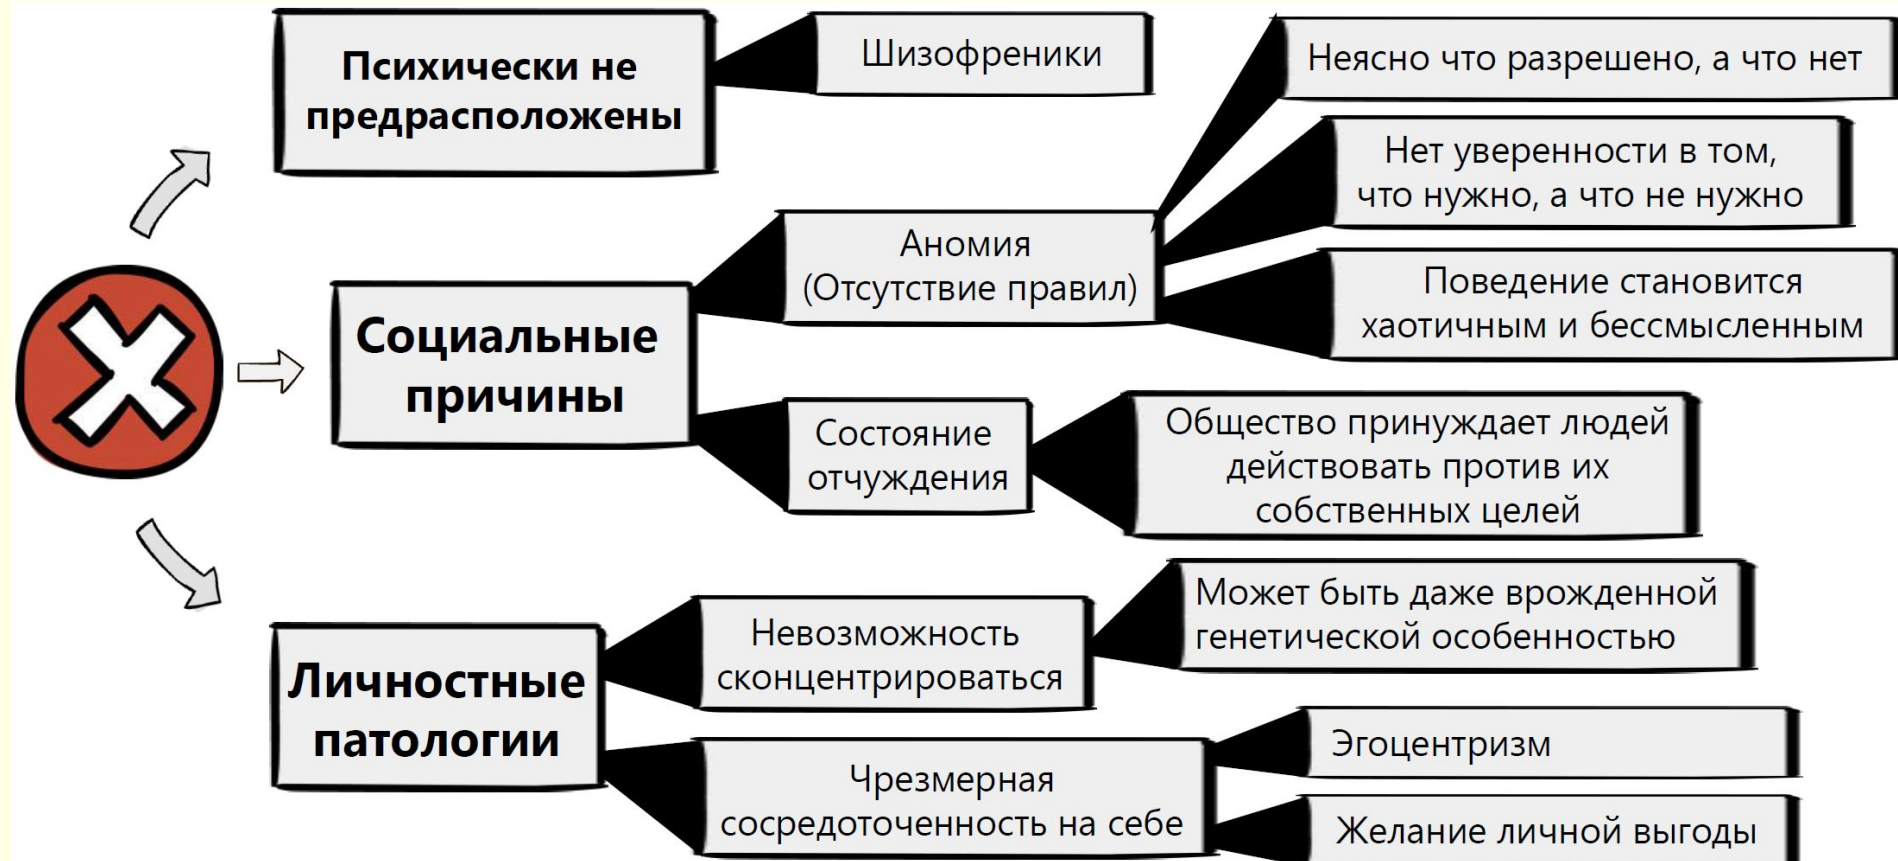 Психически не
предрасположены
Шизофреники
Социальные
причины
Аномия
(Отсутствие правил)
Неясно что разрешено, а что нет
Нет уверенности в том,
что нужно, а что не нужно
Поведение становится
хаотичным и бессмысленным
Состояние
отчуждения
Общество принуждает людей
действовать против их
собственных целей
Личностные
патологии
Невозможность
сконцентрироваться
Может быть даже врожденной
генетической особенностью
Чрезмерная
сосредоточенность на себе
Эгоцентризм
Желание личной выгоды